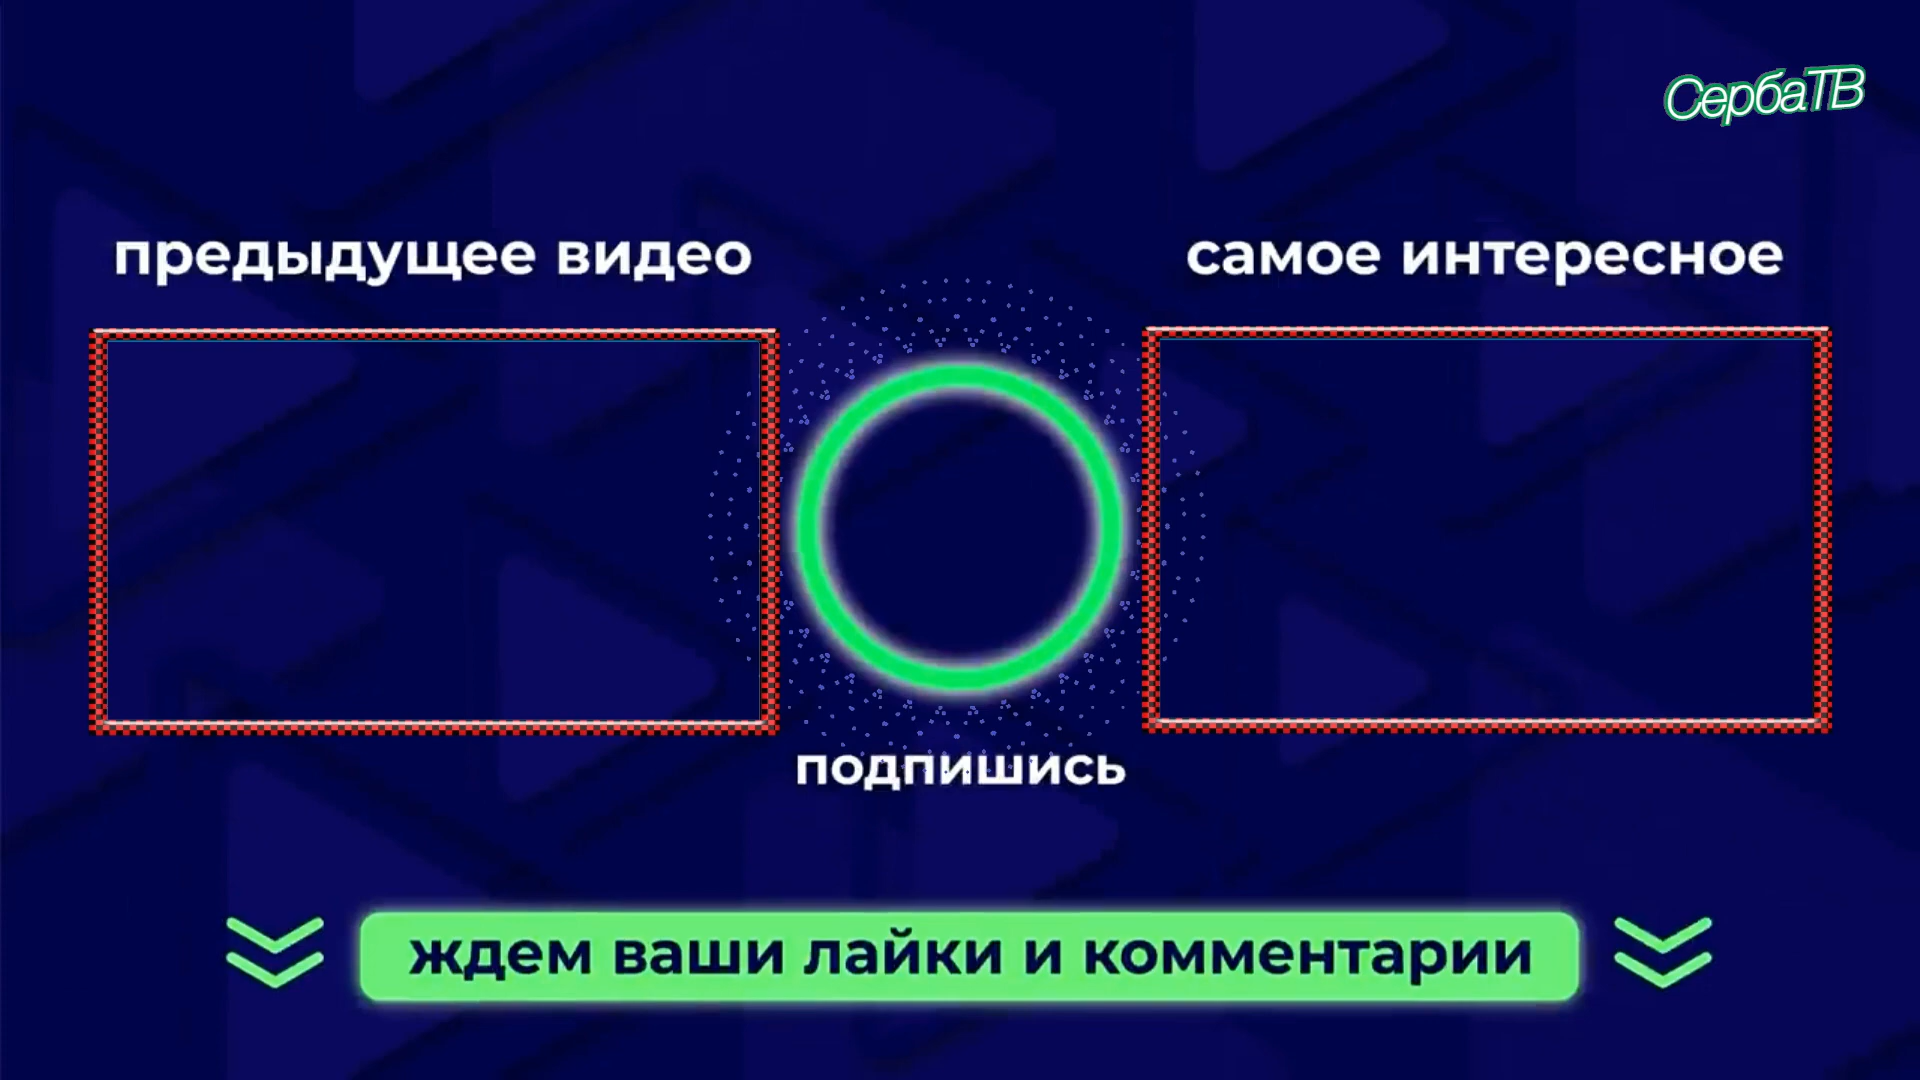 СербаТВ
предыдущее видео
самое интересное
подпишись
ждем ваши лайки и комментарии